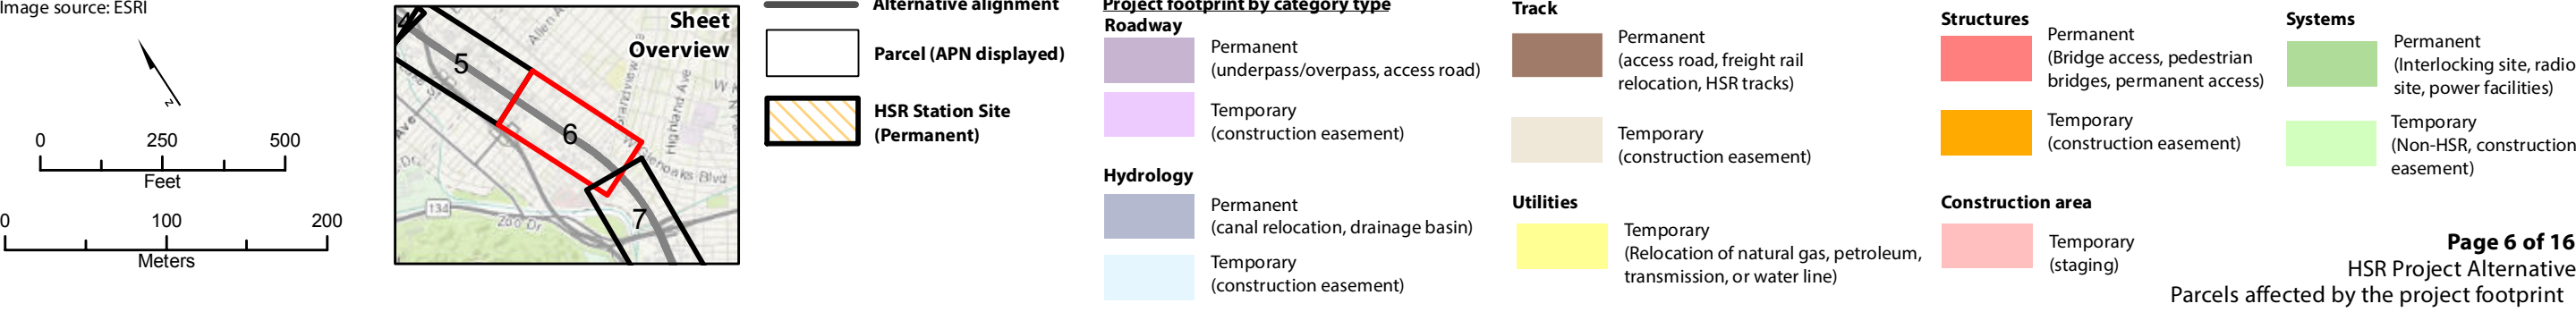 Image source: ESRI
N
0 250 500
Feet
0 100 200
Meters
Sheet
Overview
4
5
6
7
Allen A
Grandview
Highland Ave
W K
W Glenoaks Blvd
Ave
Dr
134
Zoo Dr
Alternative alignment
Parcel (APN displayed)
HSR Station Site
(Permanent)
Project footprint by category type
Roadway
Permanent
(underpass/overpass, access road)
Temporary
(construction easement)
Hydrology
Permanent
(canal relocation, drainage basin)
Temporary
(construction easement)
Track
Permanent
(access road, freight rail
relocation, HSR tracks)
Temporary
(construction easement)
Utilities
Temporary
(Relocation of natural gas, petroleum,
transmission, or water line)
Structures
Permanent
(Bridge access, pedestrian
bridges, permanent access)
Temporary
(construction easement)
Construction area
Temporary
(staging)
Systems
Permanent
(Interlocking site, radio
site, power facilities)
Temporary
(Non-HSR, construction
easement)
Page 6 of 16
HSR Project Alternative
Parcels affected by the project footprint